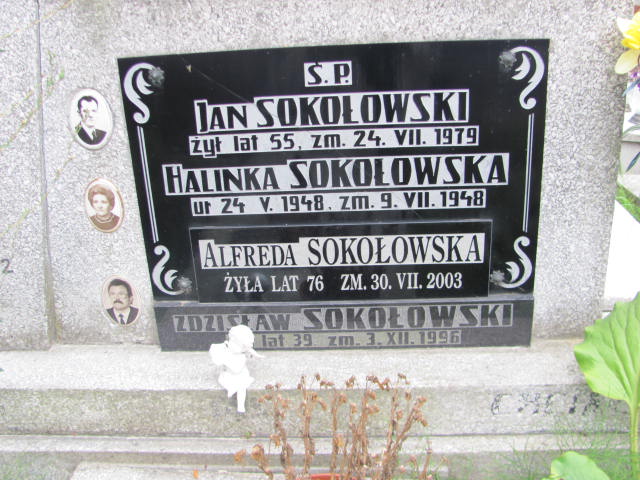 Ś.P.
JAN SOKOŁOWSKI
żył lat 55, zm. 24. VII. 1979
HALINKA SOKOŁOWSKA
ur 24 V. 1948. zm. 9. VII. 1948
ALFREDA SOKOŁOWSKA
ŻYŁA LAT 76 ZM. 30. VII. 2003
ZDZISŁAW SOKOŁOWSKI
lat 39 zm. 3. XII. 1996
2